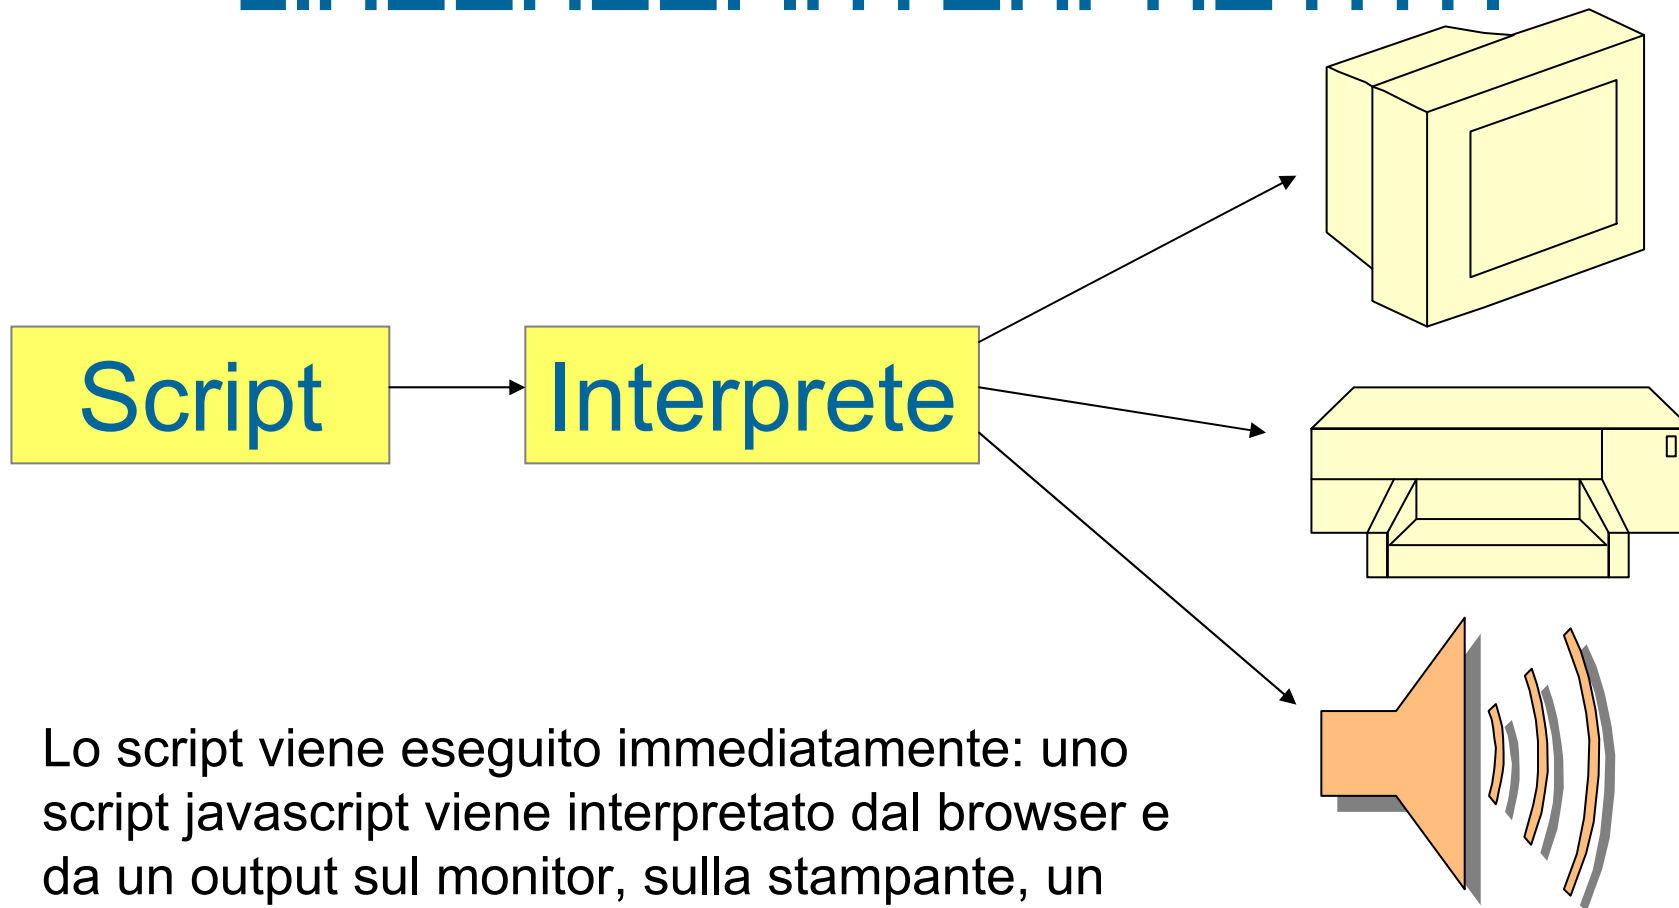 Script
Interprete
Lo script viene eseguito immediatamente: uno
script javascript viene interpretato dal browser e
da un output sul monitor, sulla stampante, un